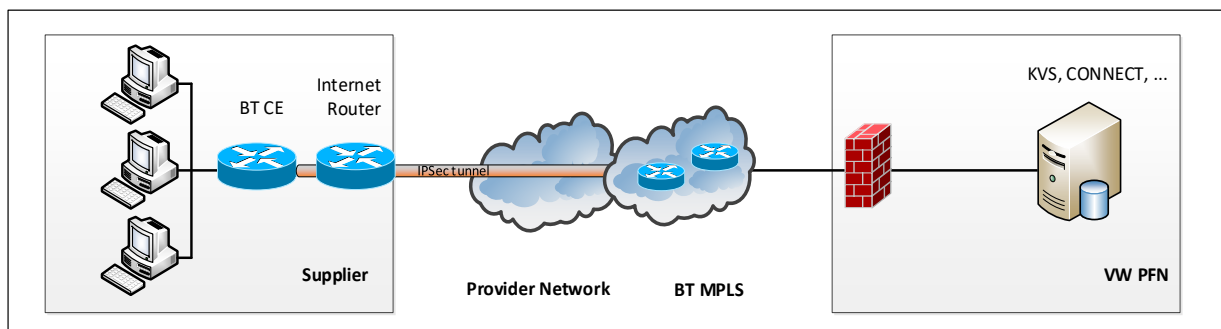 KVS, CONNECT, ...
Internet
Router
BT CE
IPSec tunnel
Supplier
Provider Network
BT MPLS
VW PFN